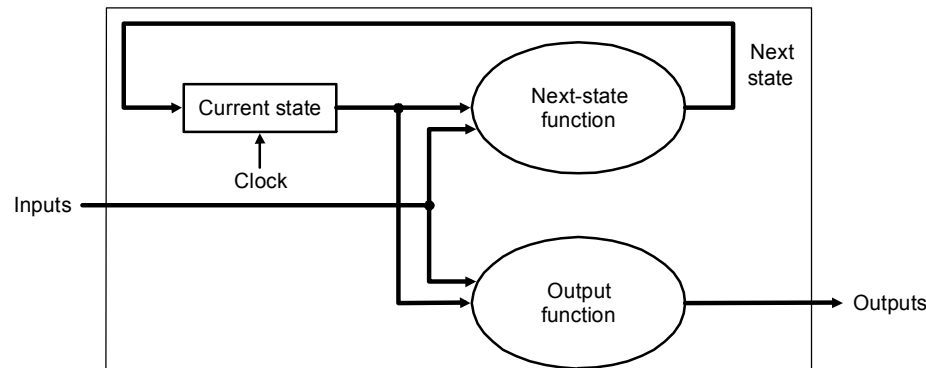 Next
state
Next-state
function
Current state
Clock
Inputs
Output
function
Outputs